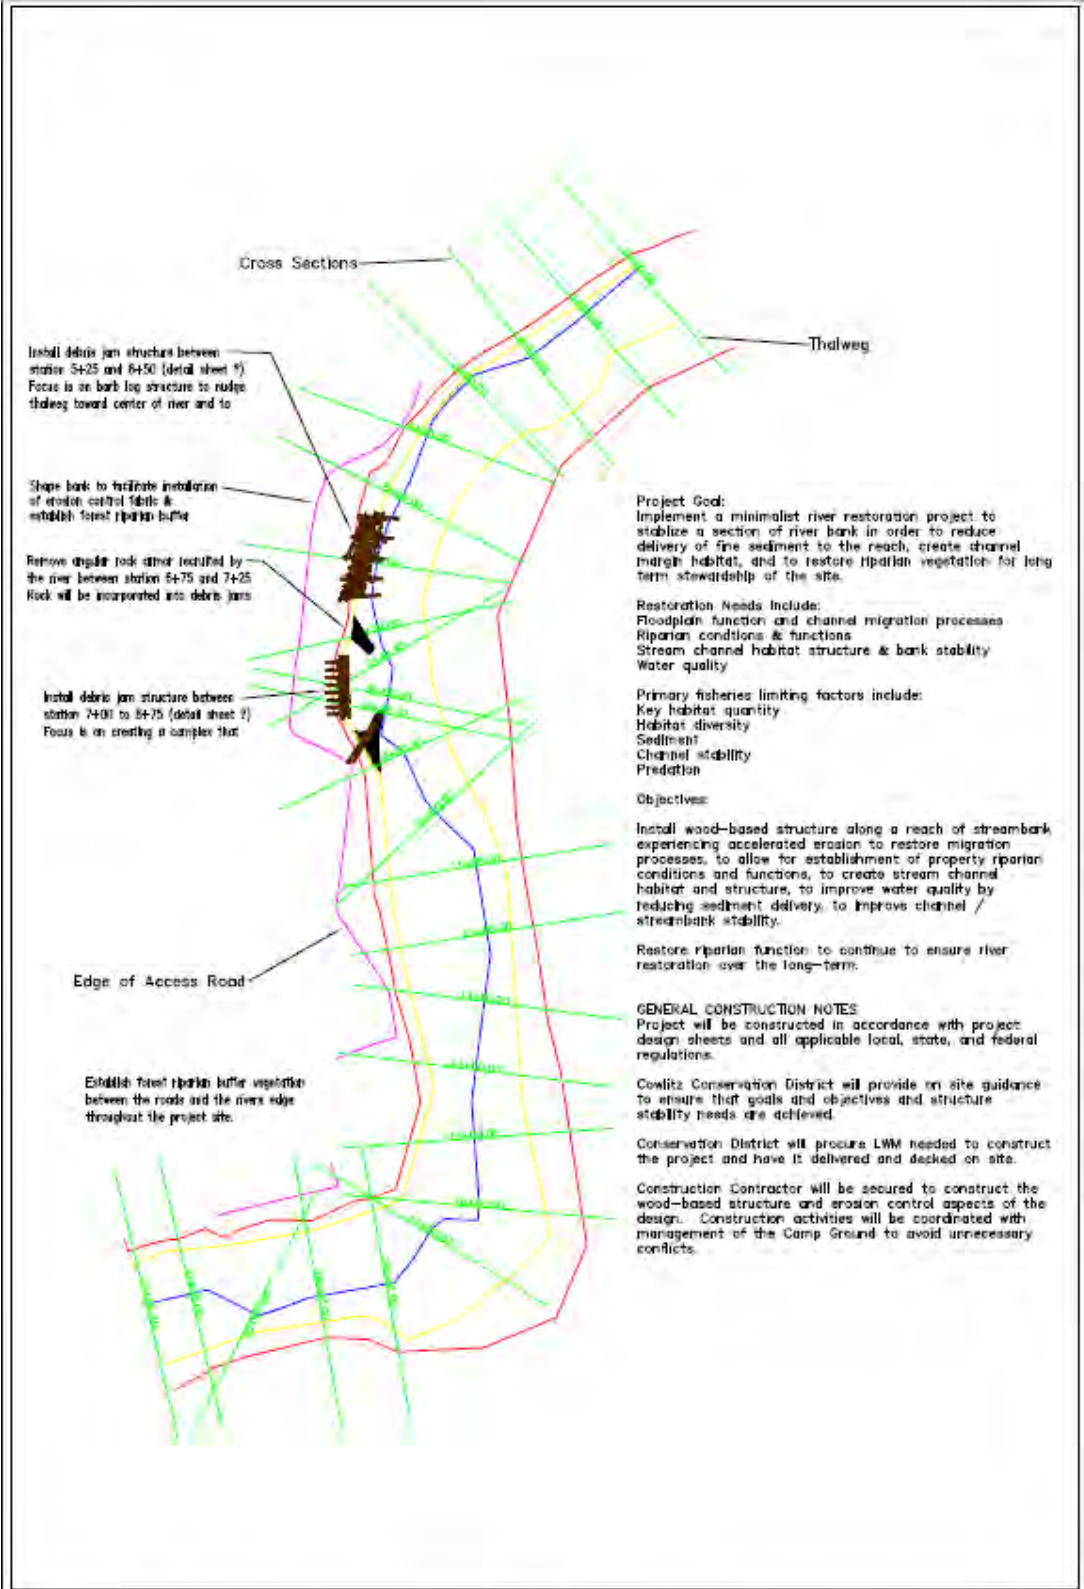 Cross Sections
Thalweg
Install debris jam structure between
station 5+25 and 6+50 (detail sheet ?)
Focus is on barb log structure to nudge
thalweg toward center of river and to
Shape bank to facilitate installation
of erosion control fabric &
establish forest riparian buffer
Remove angular rock armor recruited by
the river between station 6+75 and 7+25
Rock will be incorporated into debris jams
Install debris jam structure between
station 7+00 to 8+75 (detail sheet ?)
Focus is on creating a complex that
Edge of Access Road
Establish forest riparian buffer vegetation
between the roads and the rivers edge
throughout the project site.
Project Goal:
Implement a minimalist river restoration project to
stablize a section of river bank in order to reduce
delivery of fine sediment to the reach, create channel
margin habitat, and to restore riparian vegetation for long
term stewardship of the site.
Restoration Needs Include:
Floodplain function and channel migration processes
Riparian condtions & functions
Stream channel habitat structure & bank stability
Water quality
Primary fisheries limiting factors include:
Key habitat quantity
Habitat diversity
Sediment
Channel stability
Predation
Objectives:
Install wood-based structure along a reach of streambank
experiencing accelerated erosion to restore migration
processes, to allow for establishment of property riparian
conditions and functions, to create stream channel
habitat and structure, to improve water quality by
reducing sediment delivery, to improve channel /
streambank stability.
Restore riparian function to continue to ensure river
restoration over the long-term.
GENERAL CONSTRUCTION NOTES
Project will be constructed in accordance with project
design sheets and all applicable local, state, and federal
regulations.
Cowlitz Conservation District will provide on site guidance
to ensure that goals and objectives and structure
stability needs are achieved.
Conservation District will procure LWM needed to construct
the project and have it delivered and decked on site.
Construction Contractor will be secured to construct the
wood-based structure and erosion control aspects of the
design. Construction activities will be coordinated with
management of the Camp Ground to avoid unnecessary
conflicts.